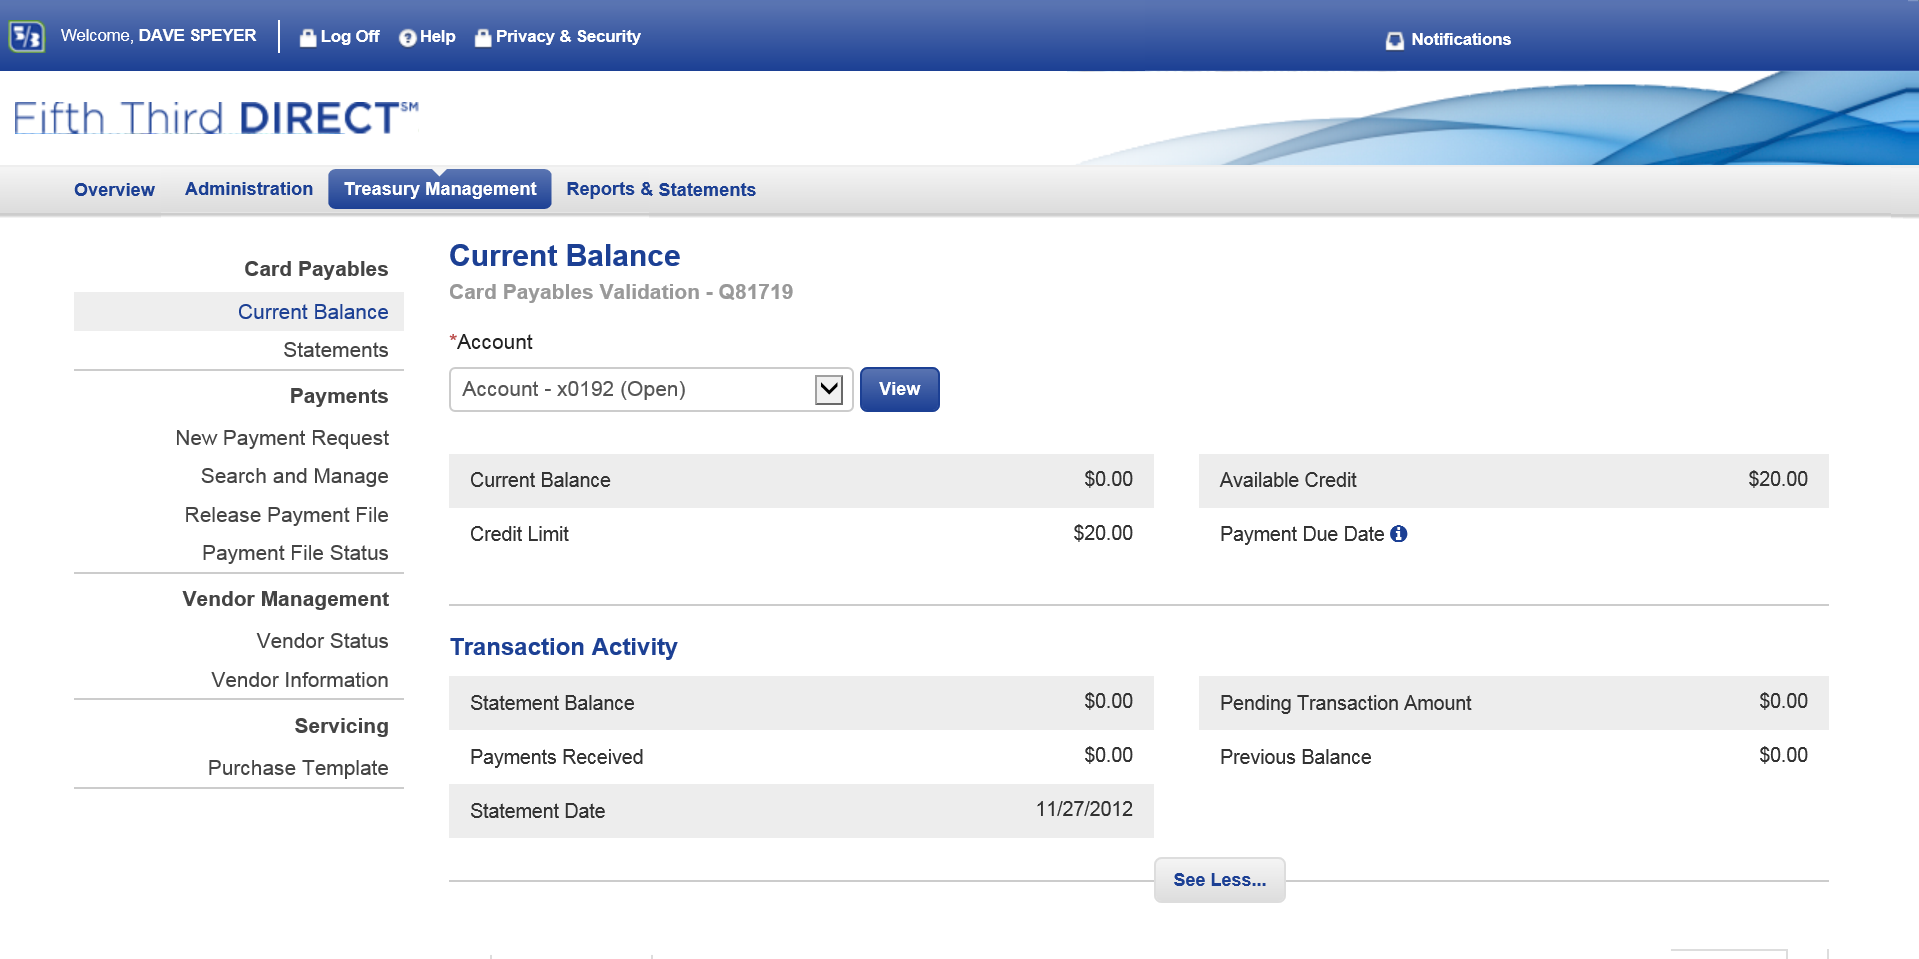 5/3 Welcome, DAVE SPEYER Log Off Help Privacy & Security Notifications
Fifth Third DIRECT℠
Overview Administration Treasury Management Reports & Statements
Card Payables
Current Balance
Statements
Payments
New Payment Request
Search and Manage
Release Payment File
Payment File Status
Vendor Management
Vendor Status
Vendor Information
Servicing
Purchase Template
Current Balance
Card Payables Validation - Q81719
*Account
Account - x0192 (Open) View
Current Balance $0.00 Available Credit $20.00
Credit Limit $20.00 Payment Due Date
Transaction Activity
Statement Balance $0.00 Pending Transaction Amount $0.00
Payments Received $0.00 Previous Balance $0.00
Statement Date 11/27/2012
See Less...